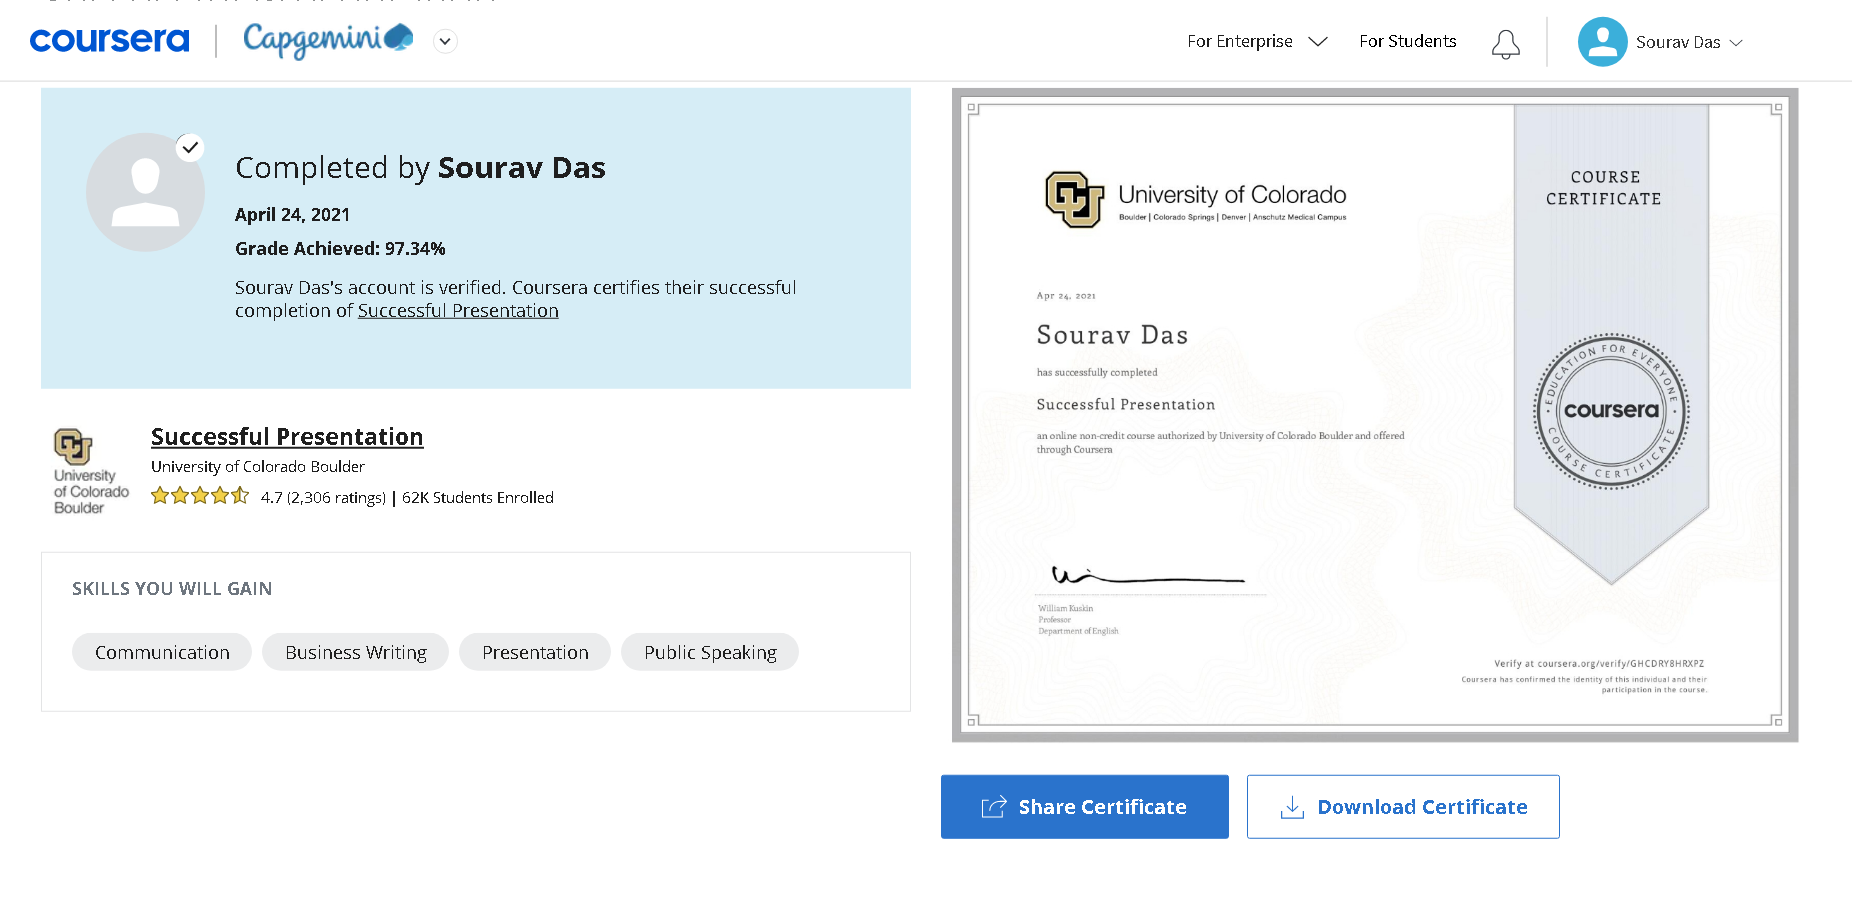 coursera
Capgemini
For Enterprise
For Students
Sourav Das
Completed by Sourav Das
April 24, 2021
Grade Achieved: 97.34%
Sourav Das's account is verified. Coursera certifies their successful
completion of Successful Presentation
University
of Colorado
Boulder
Successful Presentation
University of Colorado Boulder
4.7 (2,306 ratings) | 62K Students Enrolled
SKILLS YOU WILL GAIN
Communication
Business Writing
Presentation
Public Speaking
University of Colorado
Boulder | Colorado Springs | Denver | Anschutz Medical Campus
COURSE
CERTIFICATE
Apr 24, 2021
Sourav Das
has successfully completed
Successful Presentation
an online non-credit course authorized by University of Colorado Boulder and offered
through Coursera
EDUCATION FOR EVERYONE
coursera
COURSE CERTIFICATE
William Kuskin
Professor
Department of English
Verify at coursera.org/verify/GHCDRY8HRXPZ
Coursera has confirmed the identity of this individual and their
participation in the course.
Share Certificate
Download Certificate